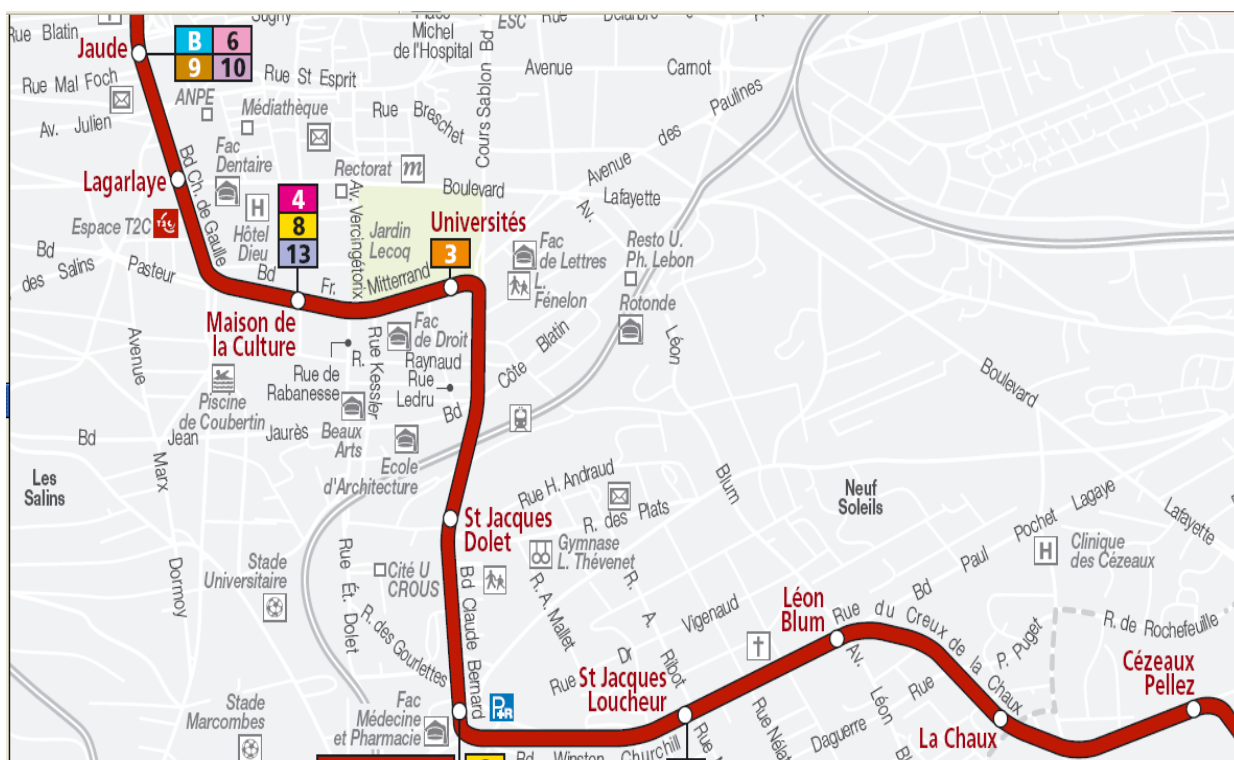 Rue Blatin
Sugny
Michel
de l'Hospital
ESC
Rue
Jaude
B
6
9
10
Cours Sablon Bd
Avenue
Carnot
Rue Mal Foch
Rue St Esprit
ANPE
Médiathèque
Rue Breschet
Avenue des Paulines
Av. Julien
Fac
Dentaire
Rectorat
m
Lagarlaye
Bd Ch. de Gaulle
H
Hôtel
Dieu
4
8
13
Av. Vercingétorix
Boulevard
Lafayette
Av.
Espace T2C
T2C
Jardin
Lecoq
Universités
3
Fac
de Lettres
Resto U.
Ph. Lebon
Bd
des Salins
Pasteur
Bd
Fr.
Mitterrand
L.
Fénelon
Rotonde
Maison de
la Culture
Avenue
Fac
de Droit
Rue Kessler
R.
Raynaud
Rue
Ledru
Côte Blatin
Léon
Boulevard
Rue de
Rabanesse
Piscine
de Coubertin
Beaux
Arts
Bd
Bd
Jean
Jaurès
Ecole
d'Architecture
Marx
Les
Salins
Rue H. Andraud
Blum
Neuf
Soleils
Lagaye
Lafayette
R. des Plats
Pochet
St Jacques
Dolet
Gymnase
L. Thévenet
Paul
H
Clinique
des Cézeaux
Stade
Universitaire
Dormoy
Rue Ét. Dolet
Cité U
CROUS
Bd Claude Bernard
R. A. Mallet
R. A. Ribot
Vigenaud
Léon
Blum
Bd
Rue du Creux de la Chaux
P. Puget
R. de Rochefeuille
R. des Gourlettes
Rue Dr
St Jacques
Loucheur
Av.
Léon
Rue
Cézeaux
Pellez
Stade
Marcombes
Fac
Médecine
et Pharmacie
P+R
Rue Nélat
Daguerre
La Chaux
Bd
Winston
Churchill
Rue